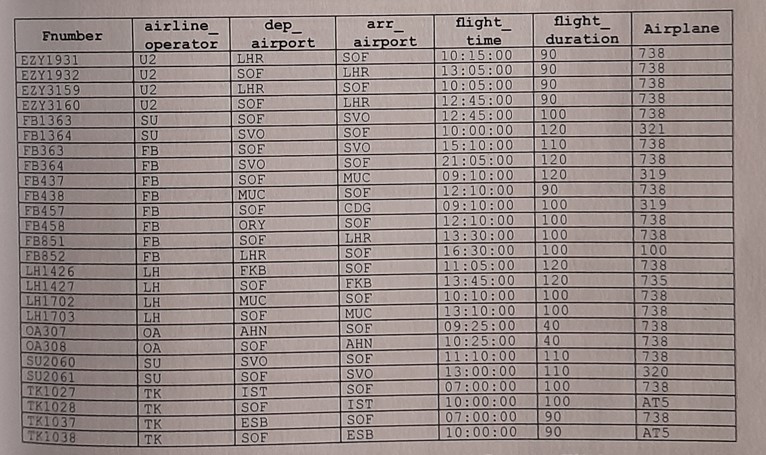 Fnumber airline_operator dep_airport arr_airport flight_time flight_duration Airplane
EZY1931 U2 LHR SOF 10:15:00 90 738
EZY1932 U2 SOF LHR 13:05:00 90 738
EZY3159 U2 LHR SOF 10:05:00 90 738
EZY3160 U2 SOF LHR 12:45:00 90 738
FB1363 SU SOF SVO 12:45:00 100 738
FB1364 SU SVO SOF 10:00:00 120 321
FB363 FB SOF SVO 15:10:00 110 738
FB364 FB SVO SOF 21:05:00 120 738
FB437 FB SOF MUC 09:10:00 120 319
FB438 FB MUC SOF 12:10:00 90 738
FB457 FB SOF CDG 09:10:00 100 319
FB458 FB ORY SOF 12:10:00 100 738
FB851 FB SOF LHR 13:30:00 100 738
FB852 FB LHR SOF 16:30:00 100 100
LH1426 LH FKB SOF 11:05:00 120 738
LH1427 LH SOF FKB 13:45:00 120 735
LH1702 LH MUC SOF 10:10:00 100 738
LH1703 LH SOF MUC 13:10:00 100 738
OA307 OA AHN SOF 09:25:00 40 738
OA308 OA SOF AHN 10:25:00 40 738
SU2060 SU SVO SOF 11:10:00 110 738
SU2061 SU SOF SVO 13:00:00 110 320
TK1027 TK IST SOF 07:00:00 100 738
TK1028 TK SOF IST 10:00:00 100 AT5
TK1037 TK ESB SOF 07:00:00 90 738
TK1038 TK SOF ESB 10:00:00 90 AT5